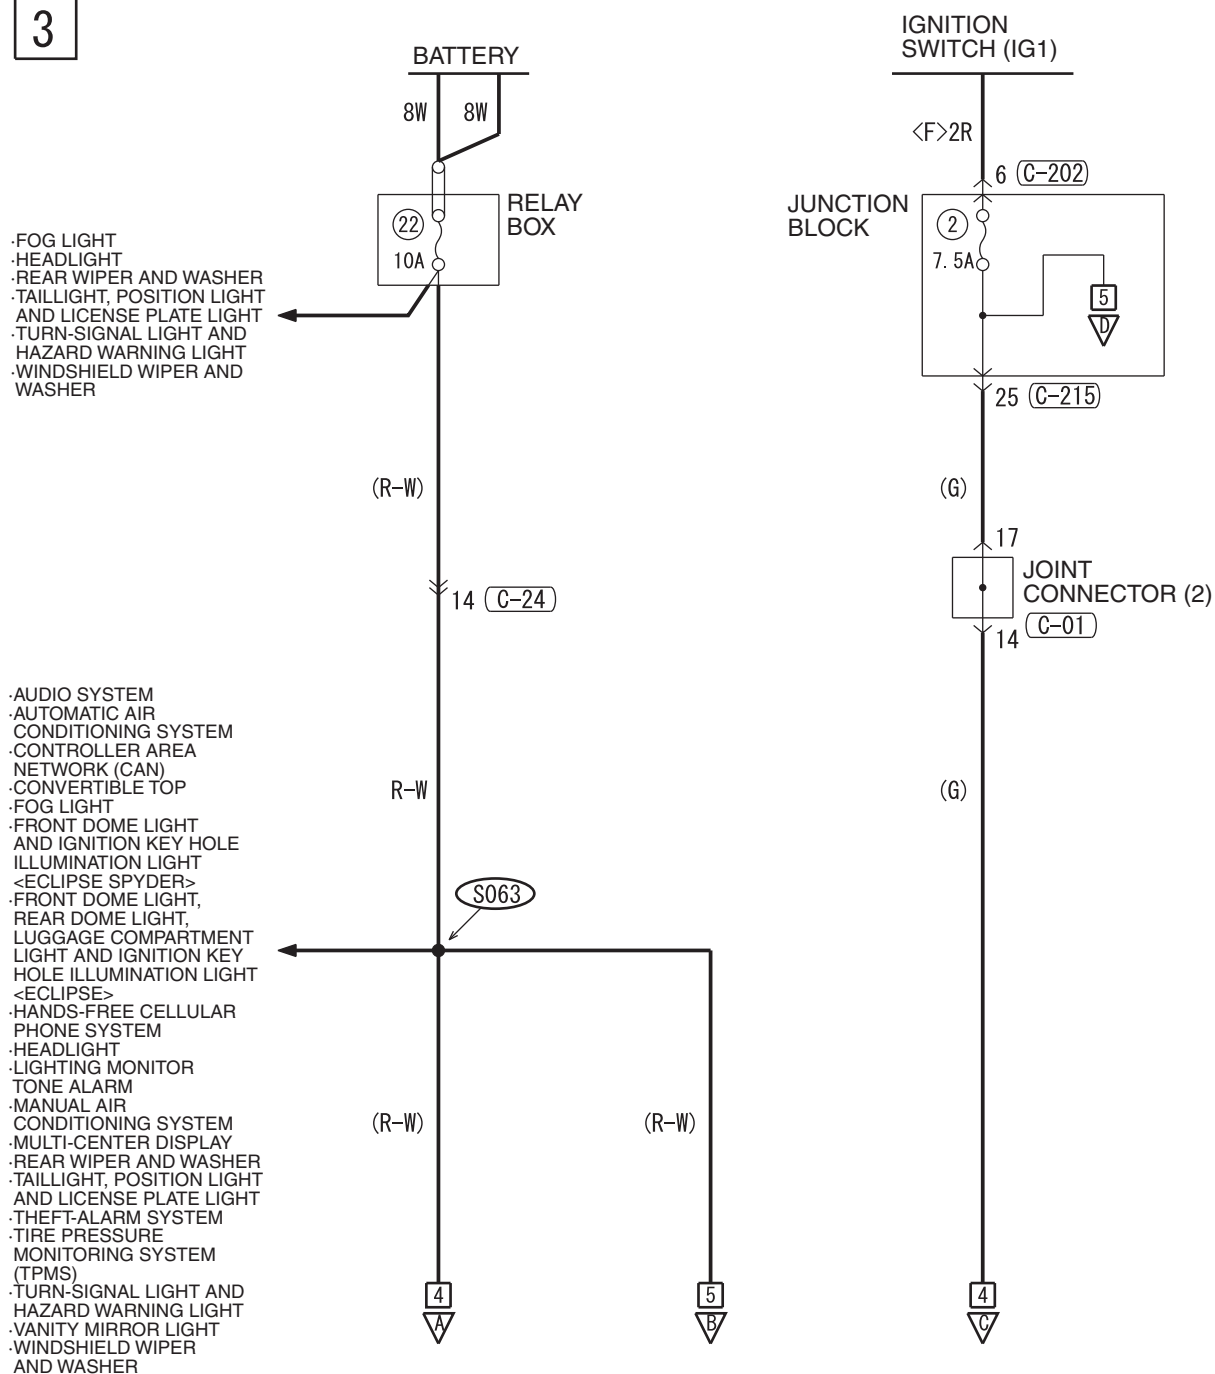 3
BATTERY
8W
8W
RELAY
BOX
22
10A
·FOG LIGHT
·HEADLIGHT
·REAR WIPER AND WASHER
·TAILLIGHT, POSITION LIGHT
AND LICENSE PLATE LIGHT
·TURN-SIGNAL LIGHT AND
HAZARD WARNING LIGHT
·WINDSHIELD WIPER AND
WASHER
(R-W)
14 C-24
R-W
S063
·AUDIO SYSTEM
·AUTOMATIC AIR
CONDITIONING SYSTEM
·CONTROLLER AREA
NETWORK (CAN)
·CONVERTIBLE TOP
·FOG LIGHT
·FRONT DOME LIGHT
AND IGNITION KEY HOLE
ILLUMINATION LIGHT
<ECLIPSE SPYDER>
·FRONT DOME LIGHT,
REAR DOME LIGHT,
LUGGAGE COMPARTMENT
LIGHT AND IGNITION KEY
HOLE ILLUMINATION LIGHT
<ECLIPSE>
·HANDS-FREE CELLULAR
PHONE SYSTEM
·HEADLIGHT
·LIGHTING MONITOR
TONE ALARM
·MANUAL AIR
CONDITIONING SYSTEM
·MULTI-CENTER DISPLAY
·REAR WIPER AND WASHER
·TAILLIGHT, POSITION LIGHT
AND LICENSE PLATE LIGHT
·THEFT-ALARM SYSTEM
·TIRE PRESSURE
MONITORING SYSTEM
(TPMS)
·TURN-SIGNAL LIGHT AND
HAZARD WARNING LIGHT
·VANITY MIRROR LIGHT
·WINDSHIELD WIPER
AND WASHER
(R-W)
(R-W)
4
A
5
B
IGNITION
SWITCH (IG1)
<F>2R
6 C-202
JUNCTION
BLOCK
2
7.5A
5
D
25 C-215
(G)
17
JOINT
CONNECTOR (2)
C-01
14
(G)
4
C